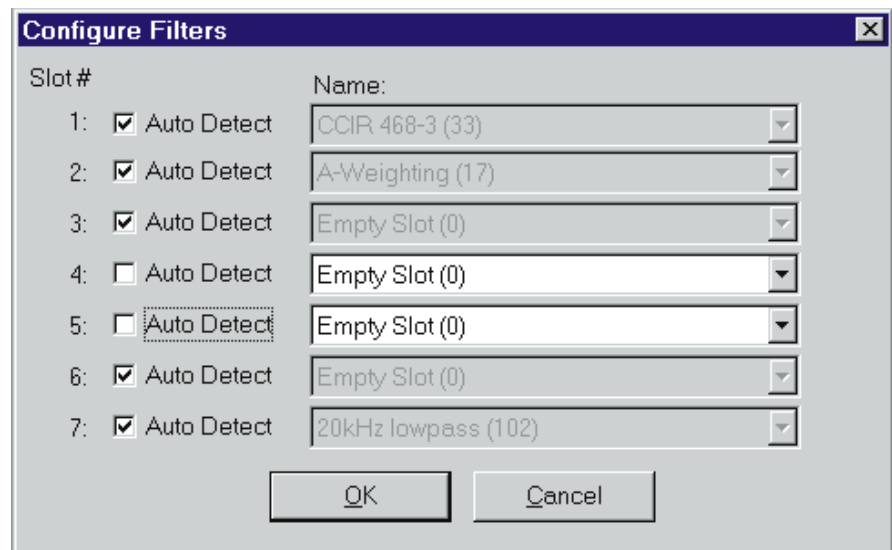 Configure Filters
Slot #
Name:
1: Auto Detect CCIR 468-3 (33)
2: Auto Detect A-Weighting (17)
3: Auto Detect Empty Slot (0)
4: Auto Detect Empty Slot (0)
5: Auto Detect Empty Slot (0)
6: Auto Detect Empty Slot (0)
7: Auto Detect 20kHz lowpass (102)
OK Cancel